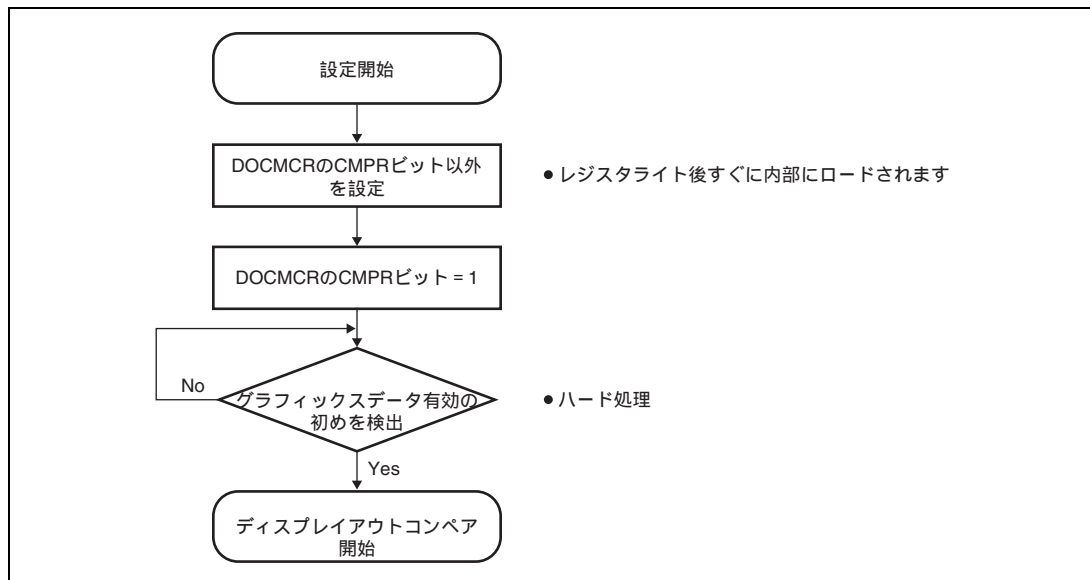 設定開始
DOCMCRのCMPRビット以外
を設定
●レジスタライト後すぐに内部にロードされます
DOCMCRのCMPRビット = 1
No
グラフィックスデータ有効の
初めを検出
●ハード処理
Yes
ディスプレイアウトコンペア
開始